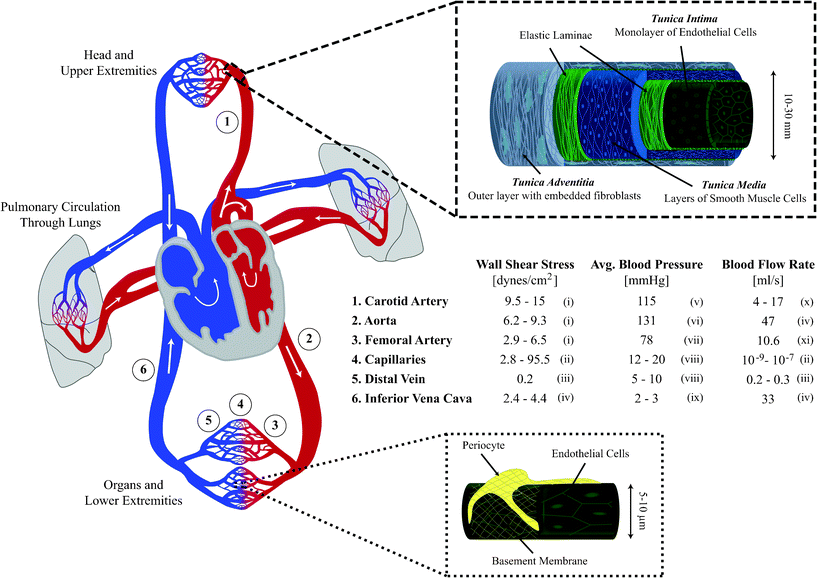 Head and
Upper Extremities
1
Pulmonary Circulation
Through Lungs
2
6
5
4
3
Organs and
Lower Extremities
Tunica Intima
Monolayer of Endothelial Cells
Elastic Laminae
10-30 mm
Tunica Adventitia
Outer layer with embedded fibroblasts
Tunica Media
Layers of Smooth Muscle Cells
Wall Shear Stress Avg. Blood Pressure Blood Flow Rate
[dynes/cm²] [mmHg] [ml/s]
1. Carotid Artery 9.5 - 15 (i) 115 (v) 4 - 17 (x)
2. Aorta 6.2 - 9.3 (i) 131 (vi) 47 (iv)
3. Femoral Artery 2.9 - 6.5 (i) 78 (vii) 10.6 (xi)
4. Capillaries 2.8 - 95.5 (ii) 12 - 20 (viii) 10⁻⁹- 10⁻⁷ (ii)
5. Distal Vein 0.2 (iii) 5 - 10 (viii) 0.2 - 0.3 (iii)
6. Inferior Vena Cava 2.4 - 4.4 (iv) 2 - 3 (ix) 33 (iv)
Periocyte
Endothelial Cells
5-10 µm
Basement Membrane